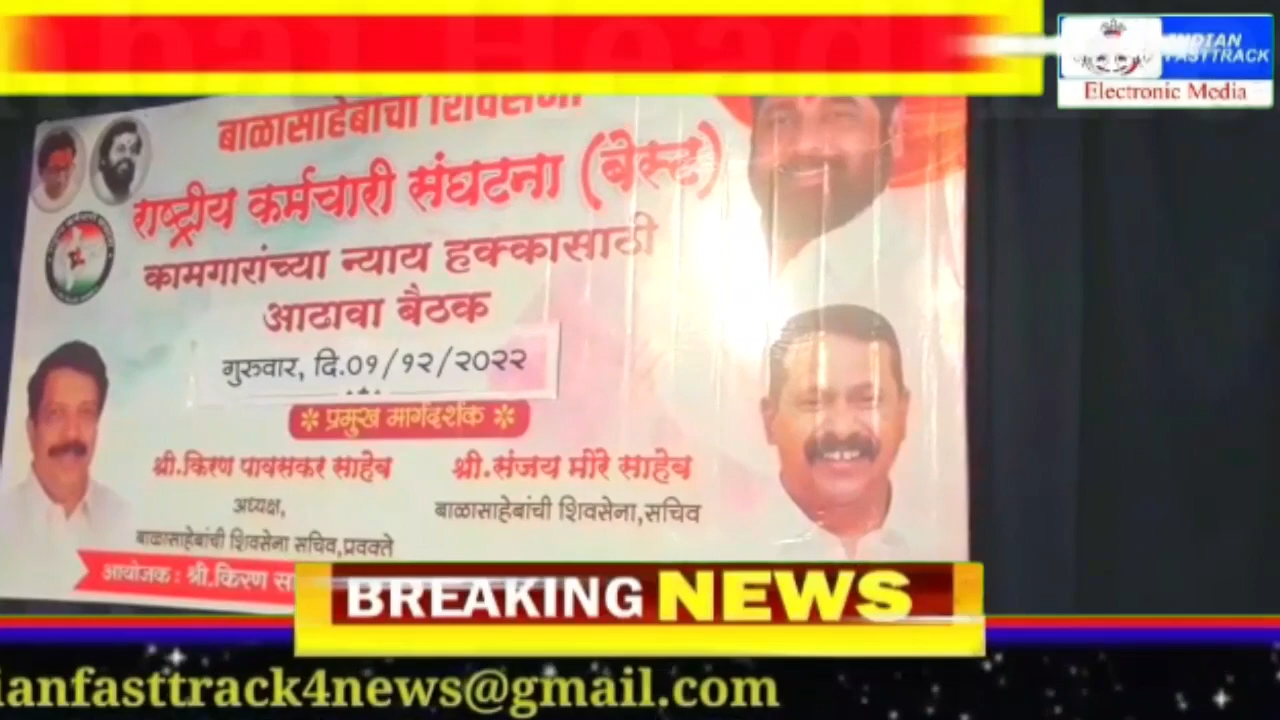 INDIAN
FASTTRACK
Electronic Media
बाळासाहेबांची शिवसेना
राष्ट्रीय कर्मचारी संघटना (बेस्ट)
कामगारांच्या न्याय हक्कासाठी
आढावा बैठक
गुरुवार, दि.०१/१२/२०२२
प्रमुख मार्गदर्शक
श्री.किरण पावसकर साहेब
श्री.संजय मोरे साहेब
अध्यक्ष,
बाळासाहेबांची शिवसेना,सचिव
बाळासाहेबांची शिवसेना सचिव,प्रवक्ते
आयोजक : श्री.किरण
BREAKING NEWS
ianfasttrack4news@gmail.com